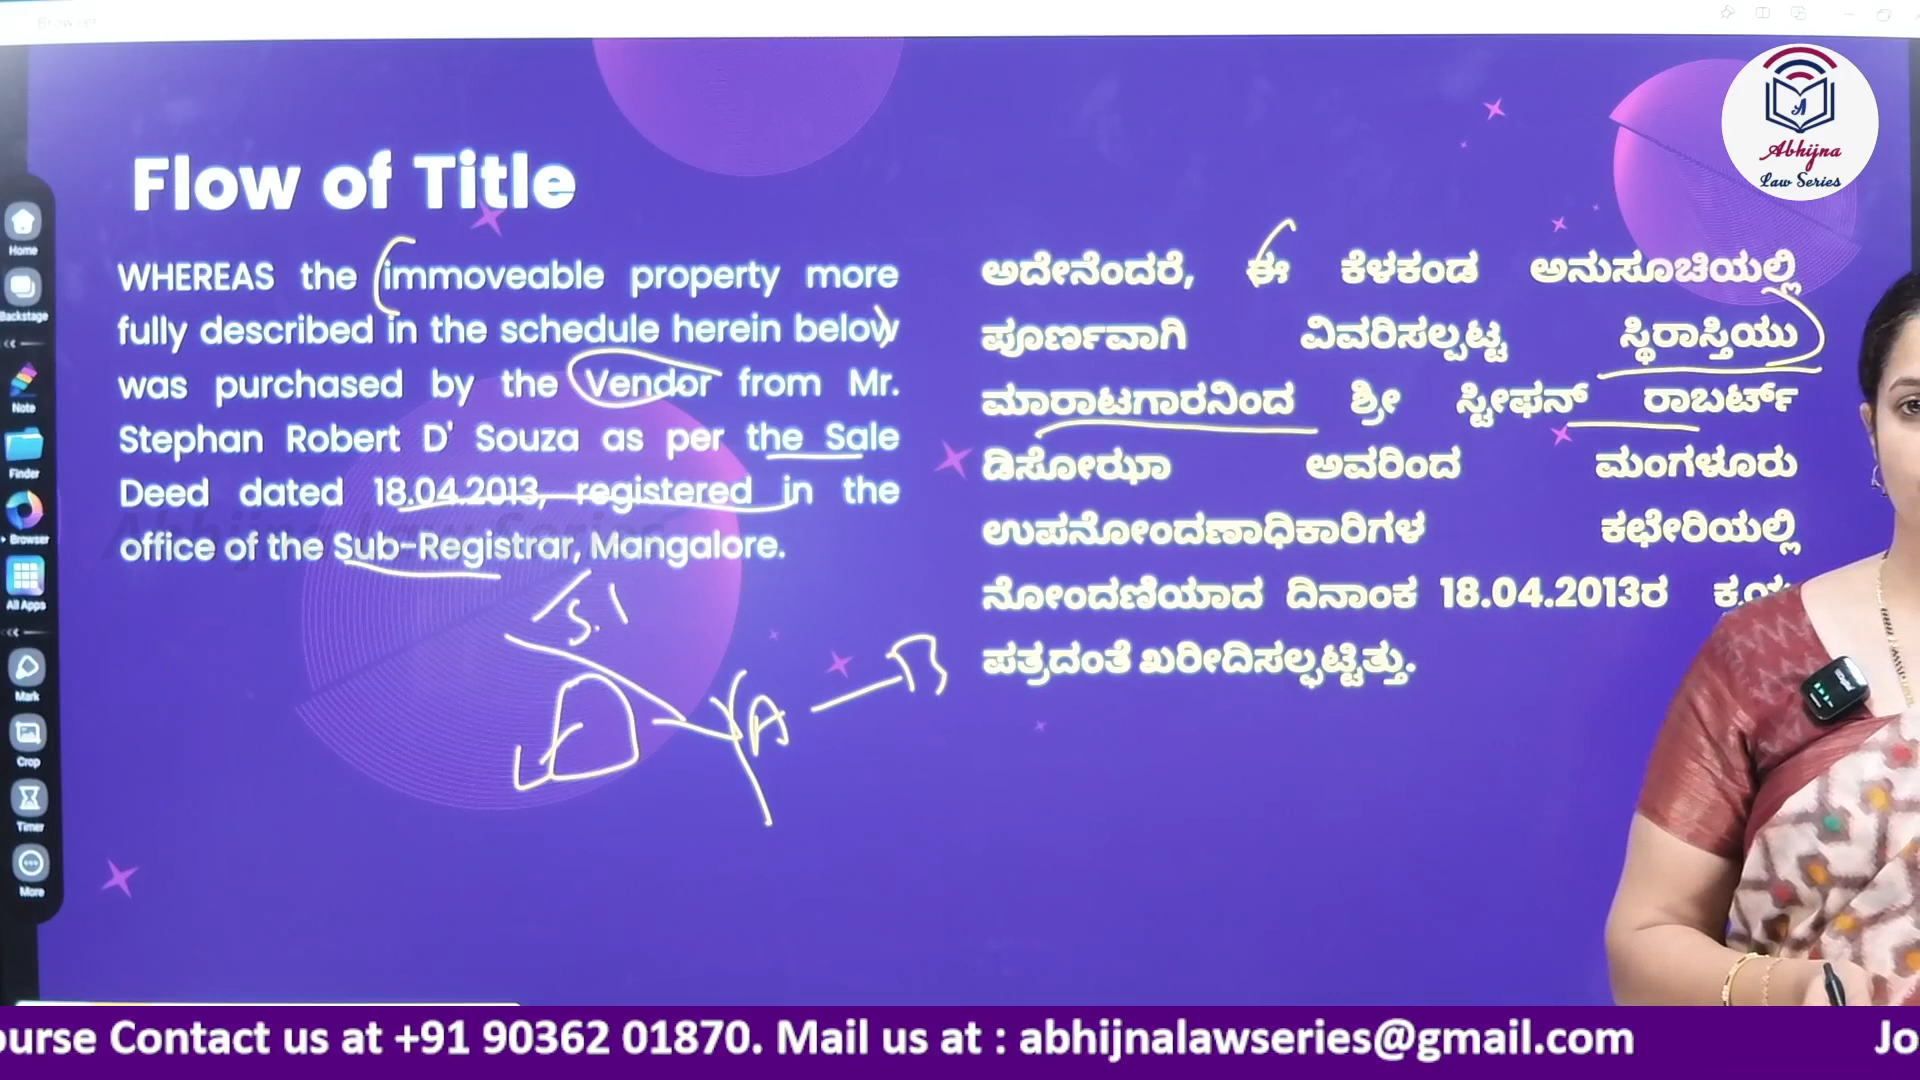 Browser
Abhijna
Law Series
Flow of Title
WHEREAS the immoveable property more
fully described in the schedule herein below
was purchased by the Vendor from Mr.
Stephan Robert D' Souza as per the Sale
Deed dated 18.04.2013, registered in the
office of the Sub-Registrar, Mangalore.
ಅದೇನೆಂದರೆ, ಈ ಕೆಳಕಂಡ ಅನುಸೂಚಿಯಲ್ಲಿ
ಪೂರ್ಣವಾಗಿ ವಿವರಿಸಲ್ಪಟ್ಟ ಸ್ಥಿರಾಸ್ತಿಯು
ಮಾರಾಟಗಾರನಿಂದ ಶ್ರೀ ಸ್ಟೀಫನ್ ರಾಬರ್ಟ್
ಡಿಸೋಝಾ ಅವರಿಂದ ಮಂಗಳೂರು
ಉಪನೋಂದಣಾಧಿಕಾರಿಗಳ ಕಛೇರಿಯಲ್ಲಿ
ನೋಂದಣಿಯಾದ ದಿನಾಂಕ 18.04.2013ರ ಕ್ರಯ
ಪತ್ರದಂತೆ ಖರೀದಿಸಲ್ಪಟ್ಟಿತ್ತು.
S.1
A B
Home
Backstage
Note
Finder
Browser
All Apps
Mark
Crop
Timer
More
ourse Contact us at +91 90362 01870. Mail us at : abhijnalawseries@gmail.com Jo